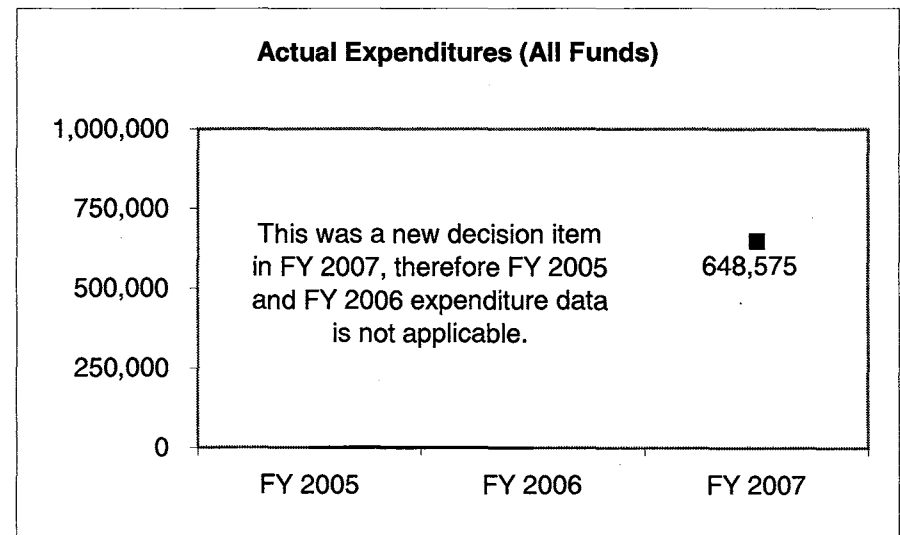 Actual Expenditures (All Funds)
1,000,000
750,000
500,000
250,000
0
This was a new decision item
in FY 2007, therefore FY 2005
and FY 2006 expenditure data
is not applicable.
648,575
FY 2005 FY 2006 FY 2007